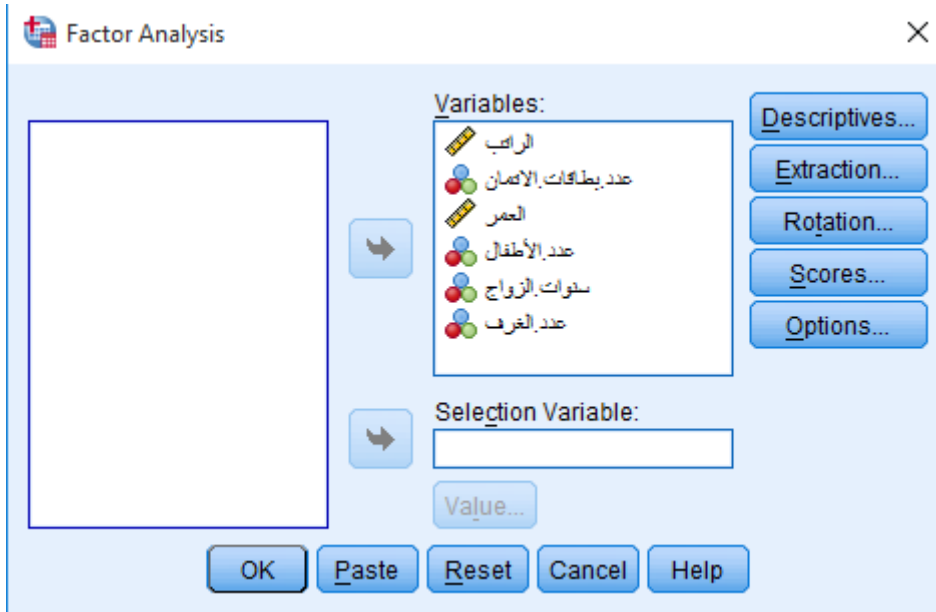 Factor Analysis
Variables:
الراتب
عدد.بطاقات.الائتمان
العمر
عدد.الأطفال
سنوات.الزواج
عدد.الغرف
Selection Variable:
Value...
Descriptives...
Extraction...
Rotation...
Scores...
Options...
OK Paste Reset Cancel Help